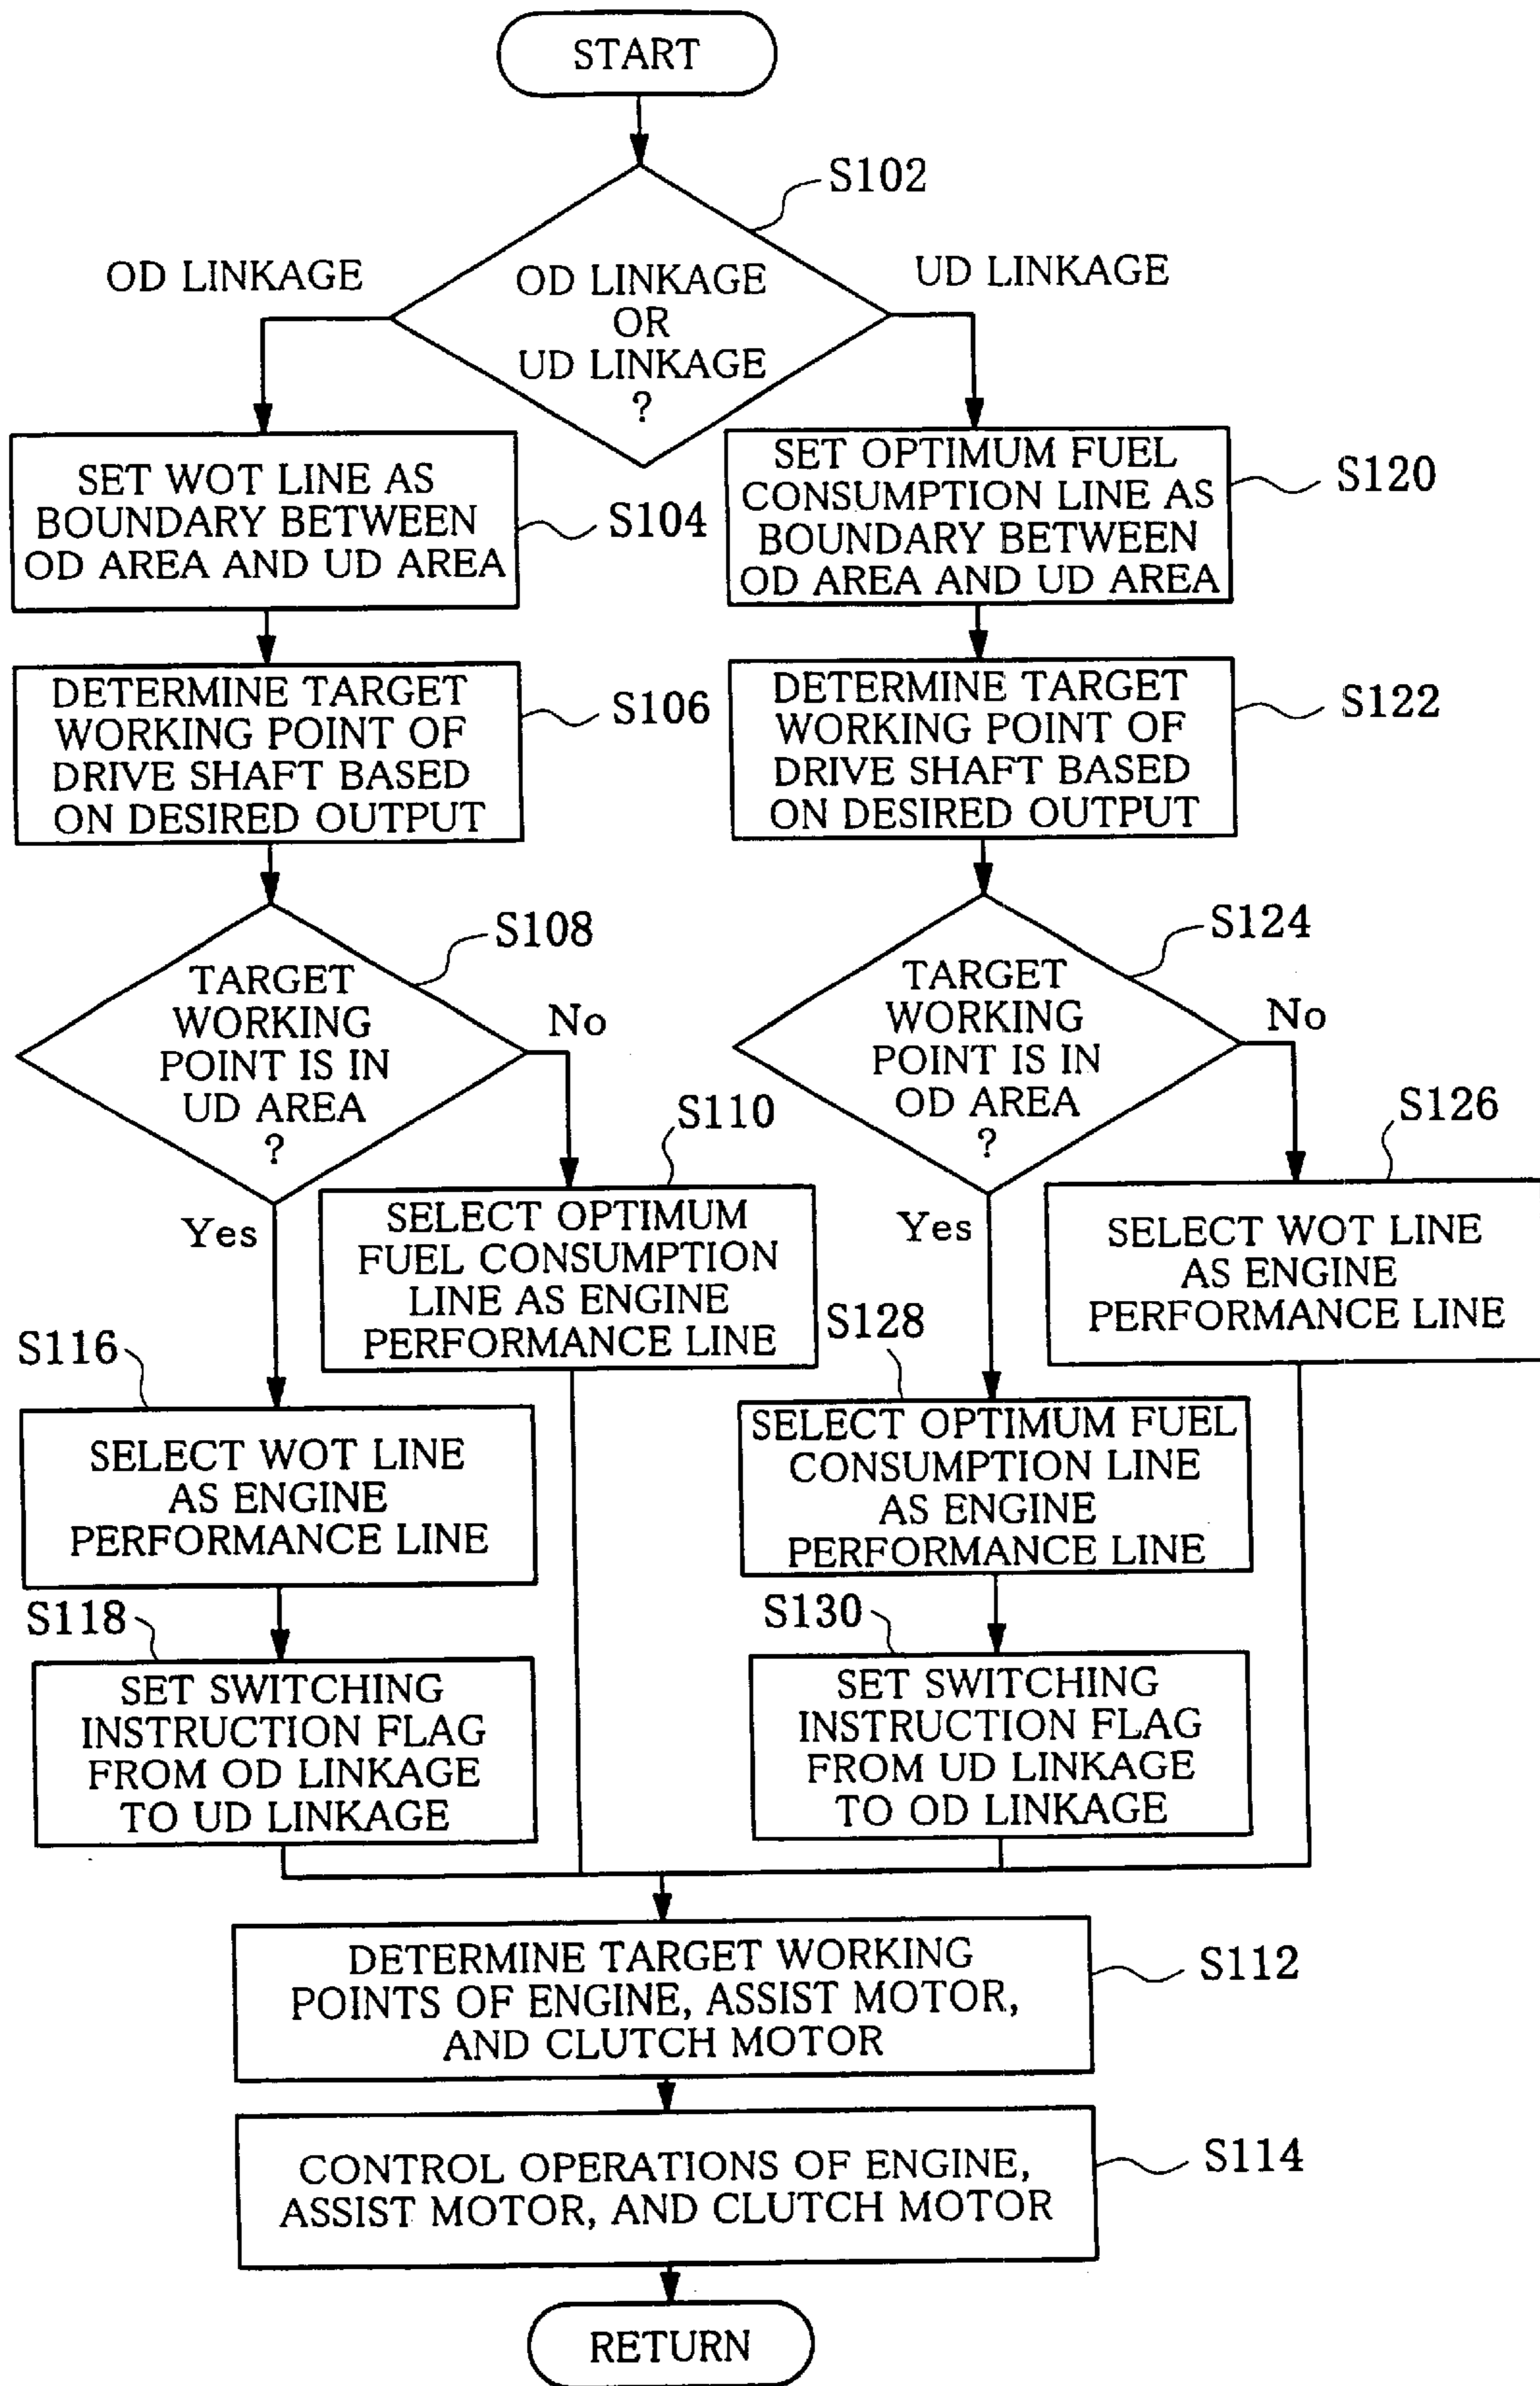 START
S102
OD LINKAGE
OD LINKAGE
OR
UD LINKAGE
?
UD LINKAGE
SET WOT LINE AS
BOUNDARY BETWEEN
OD AREA AND UD AREA
S104
SET OPTIMUM FUEL
CONSUMPTION LINE AS
BOUNDARY BETWEEN
OD AREA AND UD AREA
S120
DETERMINE TARGET
WORKING POINT OF
DRIVE SHAFT BASED
ON DESIRED OUTPUT
S106
DETERMINE TARGET
WORKING POINT OF
DRIVE SHAFT BASED
ON DESIRED OUTPUT
S122
S108
TARGET
WORKING
POINT IS IN
UD AREA
?
No
Yes
S124
TARGET
WORKING
POINT IS IN
OD AREA
?
No
Yes
S110
SELECT OPTIMUM
FUEL CONSUMPTION
LINE AS ENGINE
PERFORMANCE LINE
S126
SELECT WOT LINE
AS ENGINE
PERFORMANCE LINE
S116
SELECT WOT LINE
AS ENGINE
PERFORMANCE LINE
S128
SELECT OPTIMUM FUEL
CONSUMPTION LINE
AS ENGINE
PERFORMANCE LINE
S118
SET SWITCHING
INSTRUCTION FLAG
FROM OD LINKAGE
TO UD LINKAGE
S130
SET SWITCHING
INSTRUCTION FLAG
FROM UD LINKAGE
TO OD LINKAGE
DETERMINE TARGET WORKING
POINTS OF ENGINE, ASSIST MOTOR,
AND CLUTCH MOTOR
S112
CONTROL OPERATIONS OF ENGINE,
ASSIST MOTOR, AND CLUTCH MOTOR
S114
RETURN